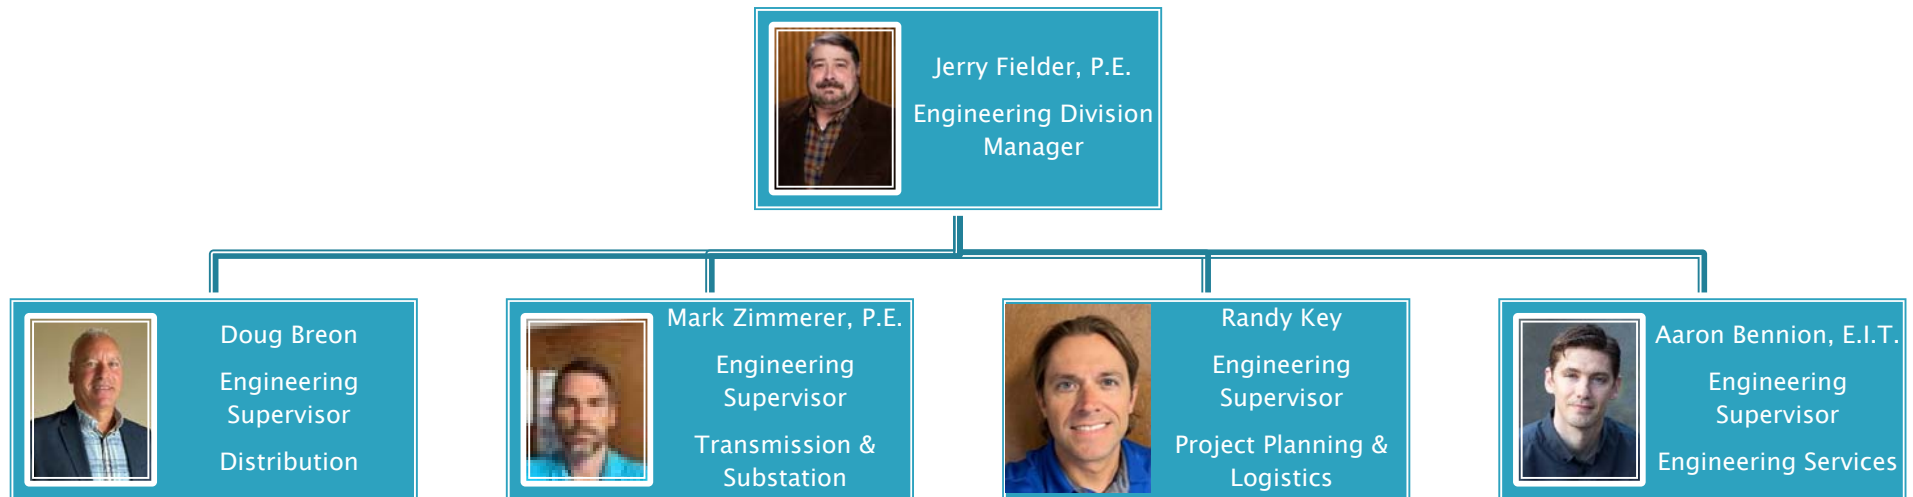 Jerry Fielder, P.E.
Engineering Division
Manager
Doug Breon
Engineering
Supervisor
Distribution
Mark Zimmerer, P.E.
Engineering
Supervisor
Transmission &
Substation
Randy Key
Engineering
Supervisor
Project Planning &
Logistics
Aaron Bennion, E.I.T.
Engineering
Supervisor
Engineering Services